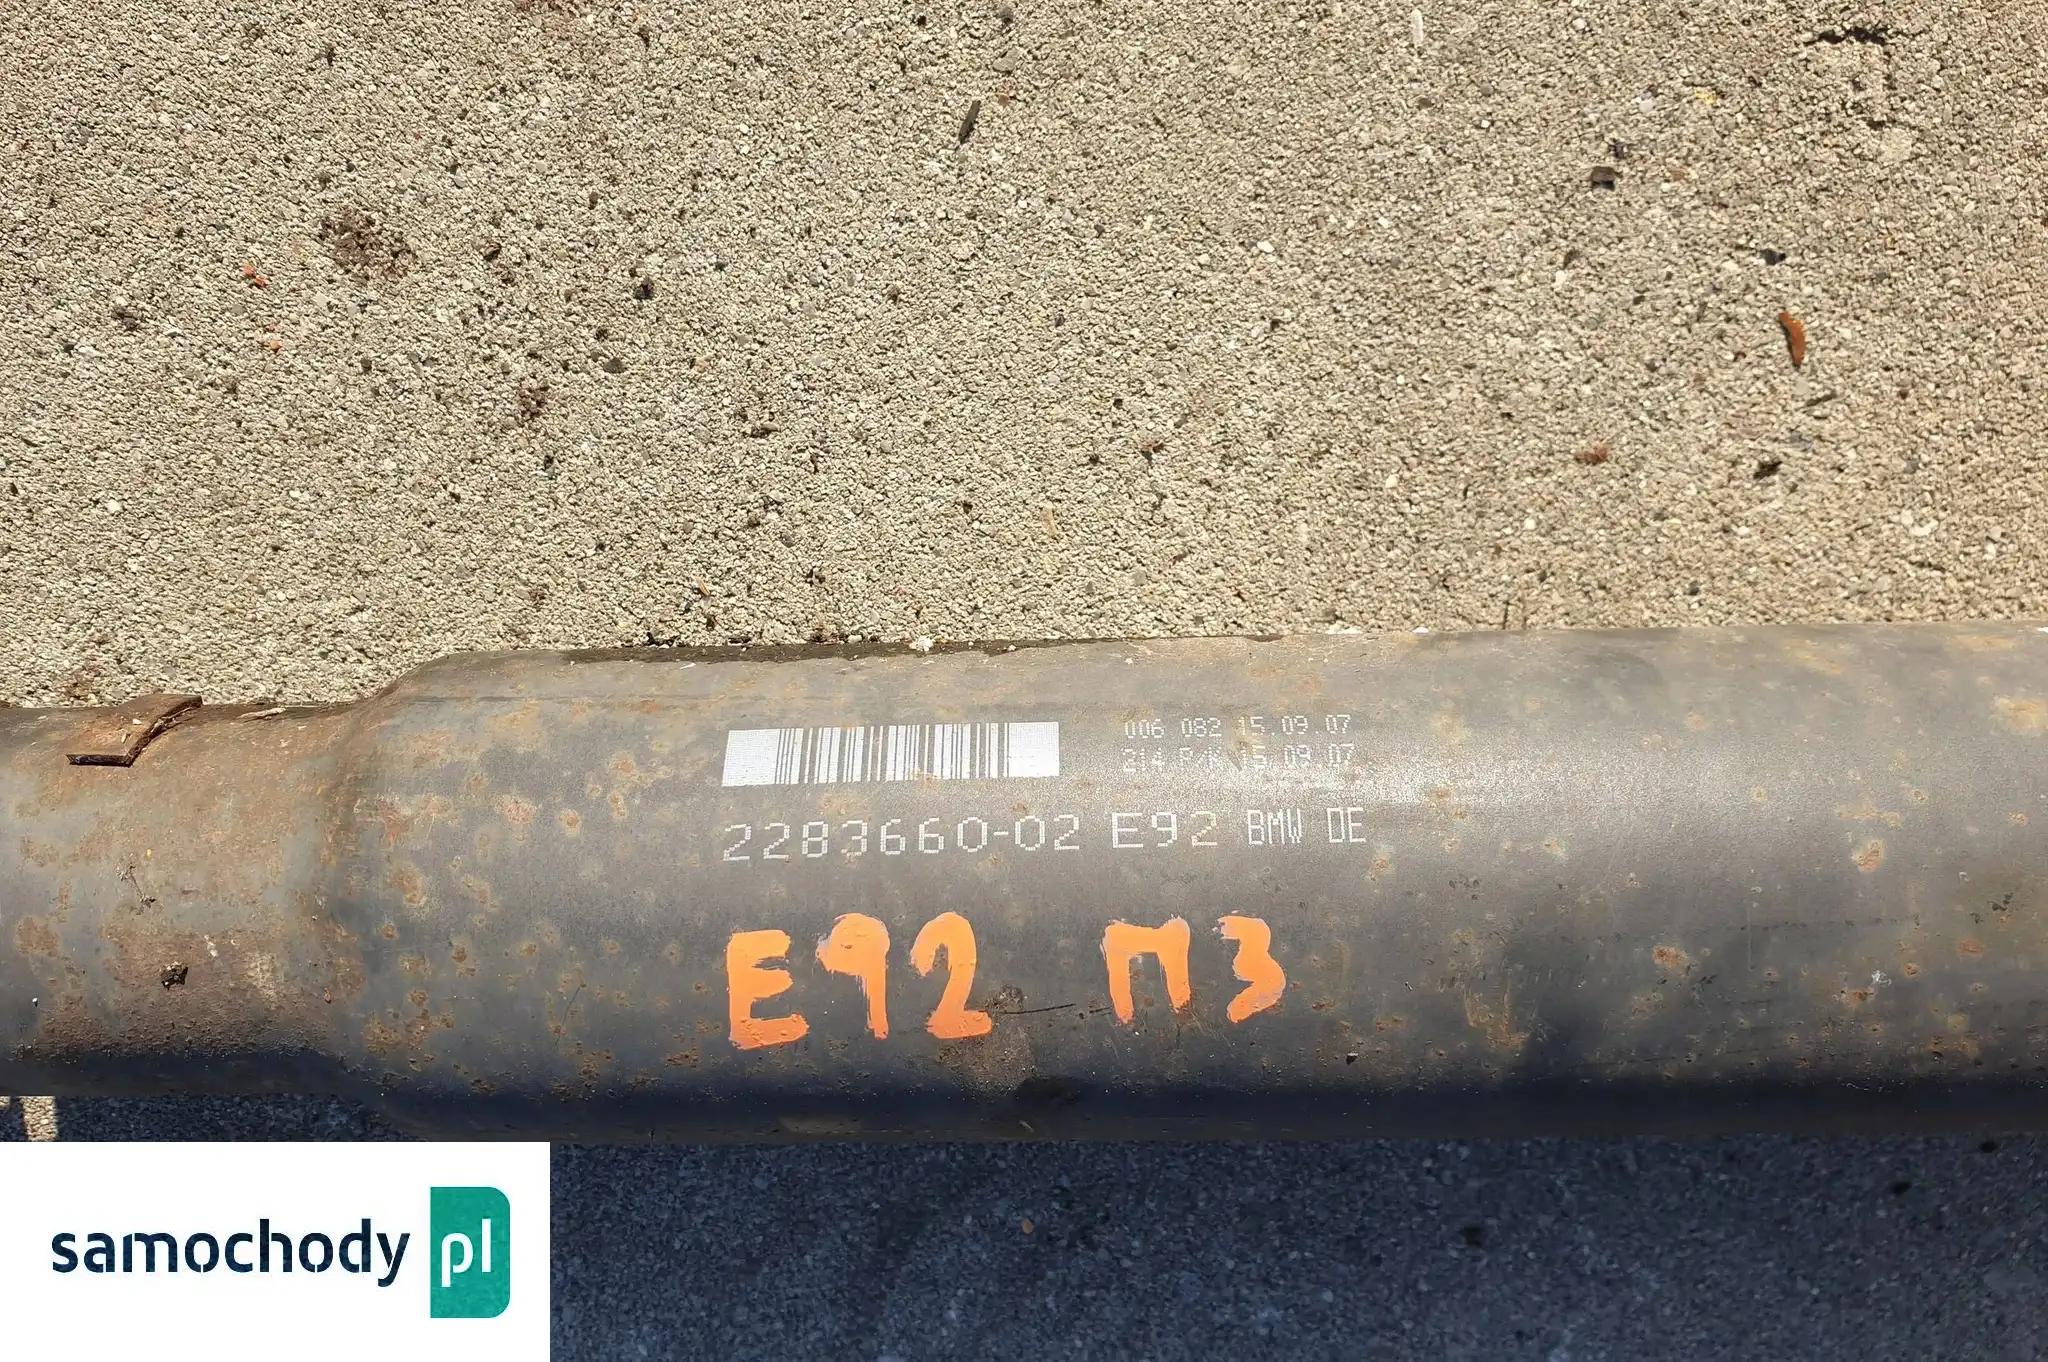 006 082 15.09.07
214 P/K 15.09.07
2283660-02 E92 BMW DE
E92 M3
samochody pl